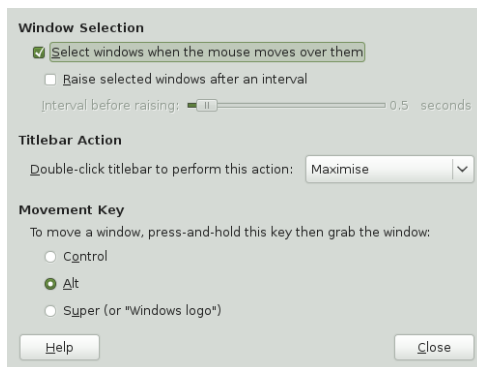 Window Selection
Select windows when the mouse moves over them
Raise selected windows after an interval
Interval before raising: 0.5 seconds
Titlebar Action
Double-click titlebar to perform this action: Maximise
Movement Key
To move a window, press-and-hold this key then grab the window:
Control
Alt
Super (or "Windows logo")
Help Close